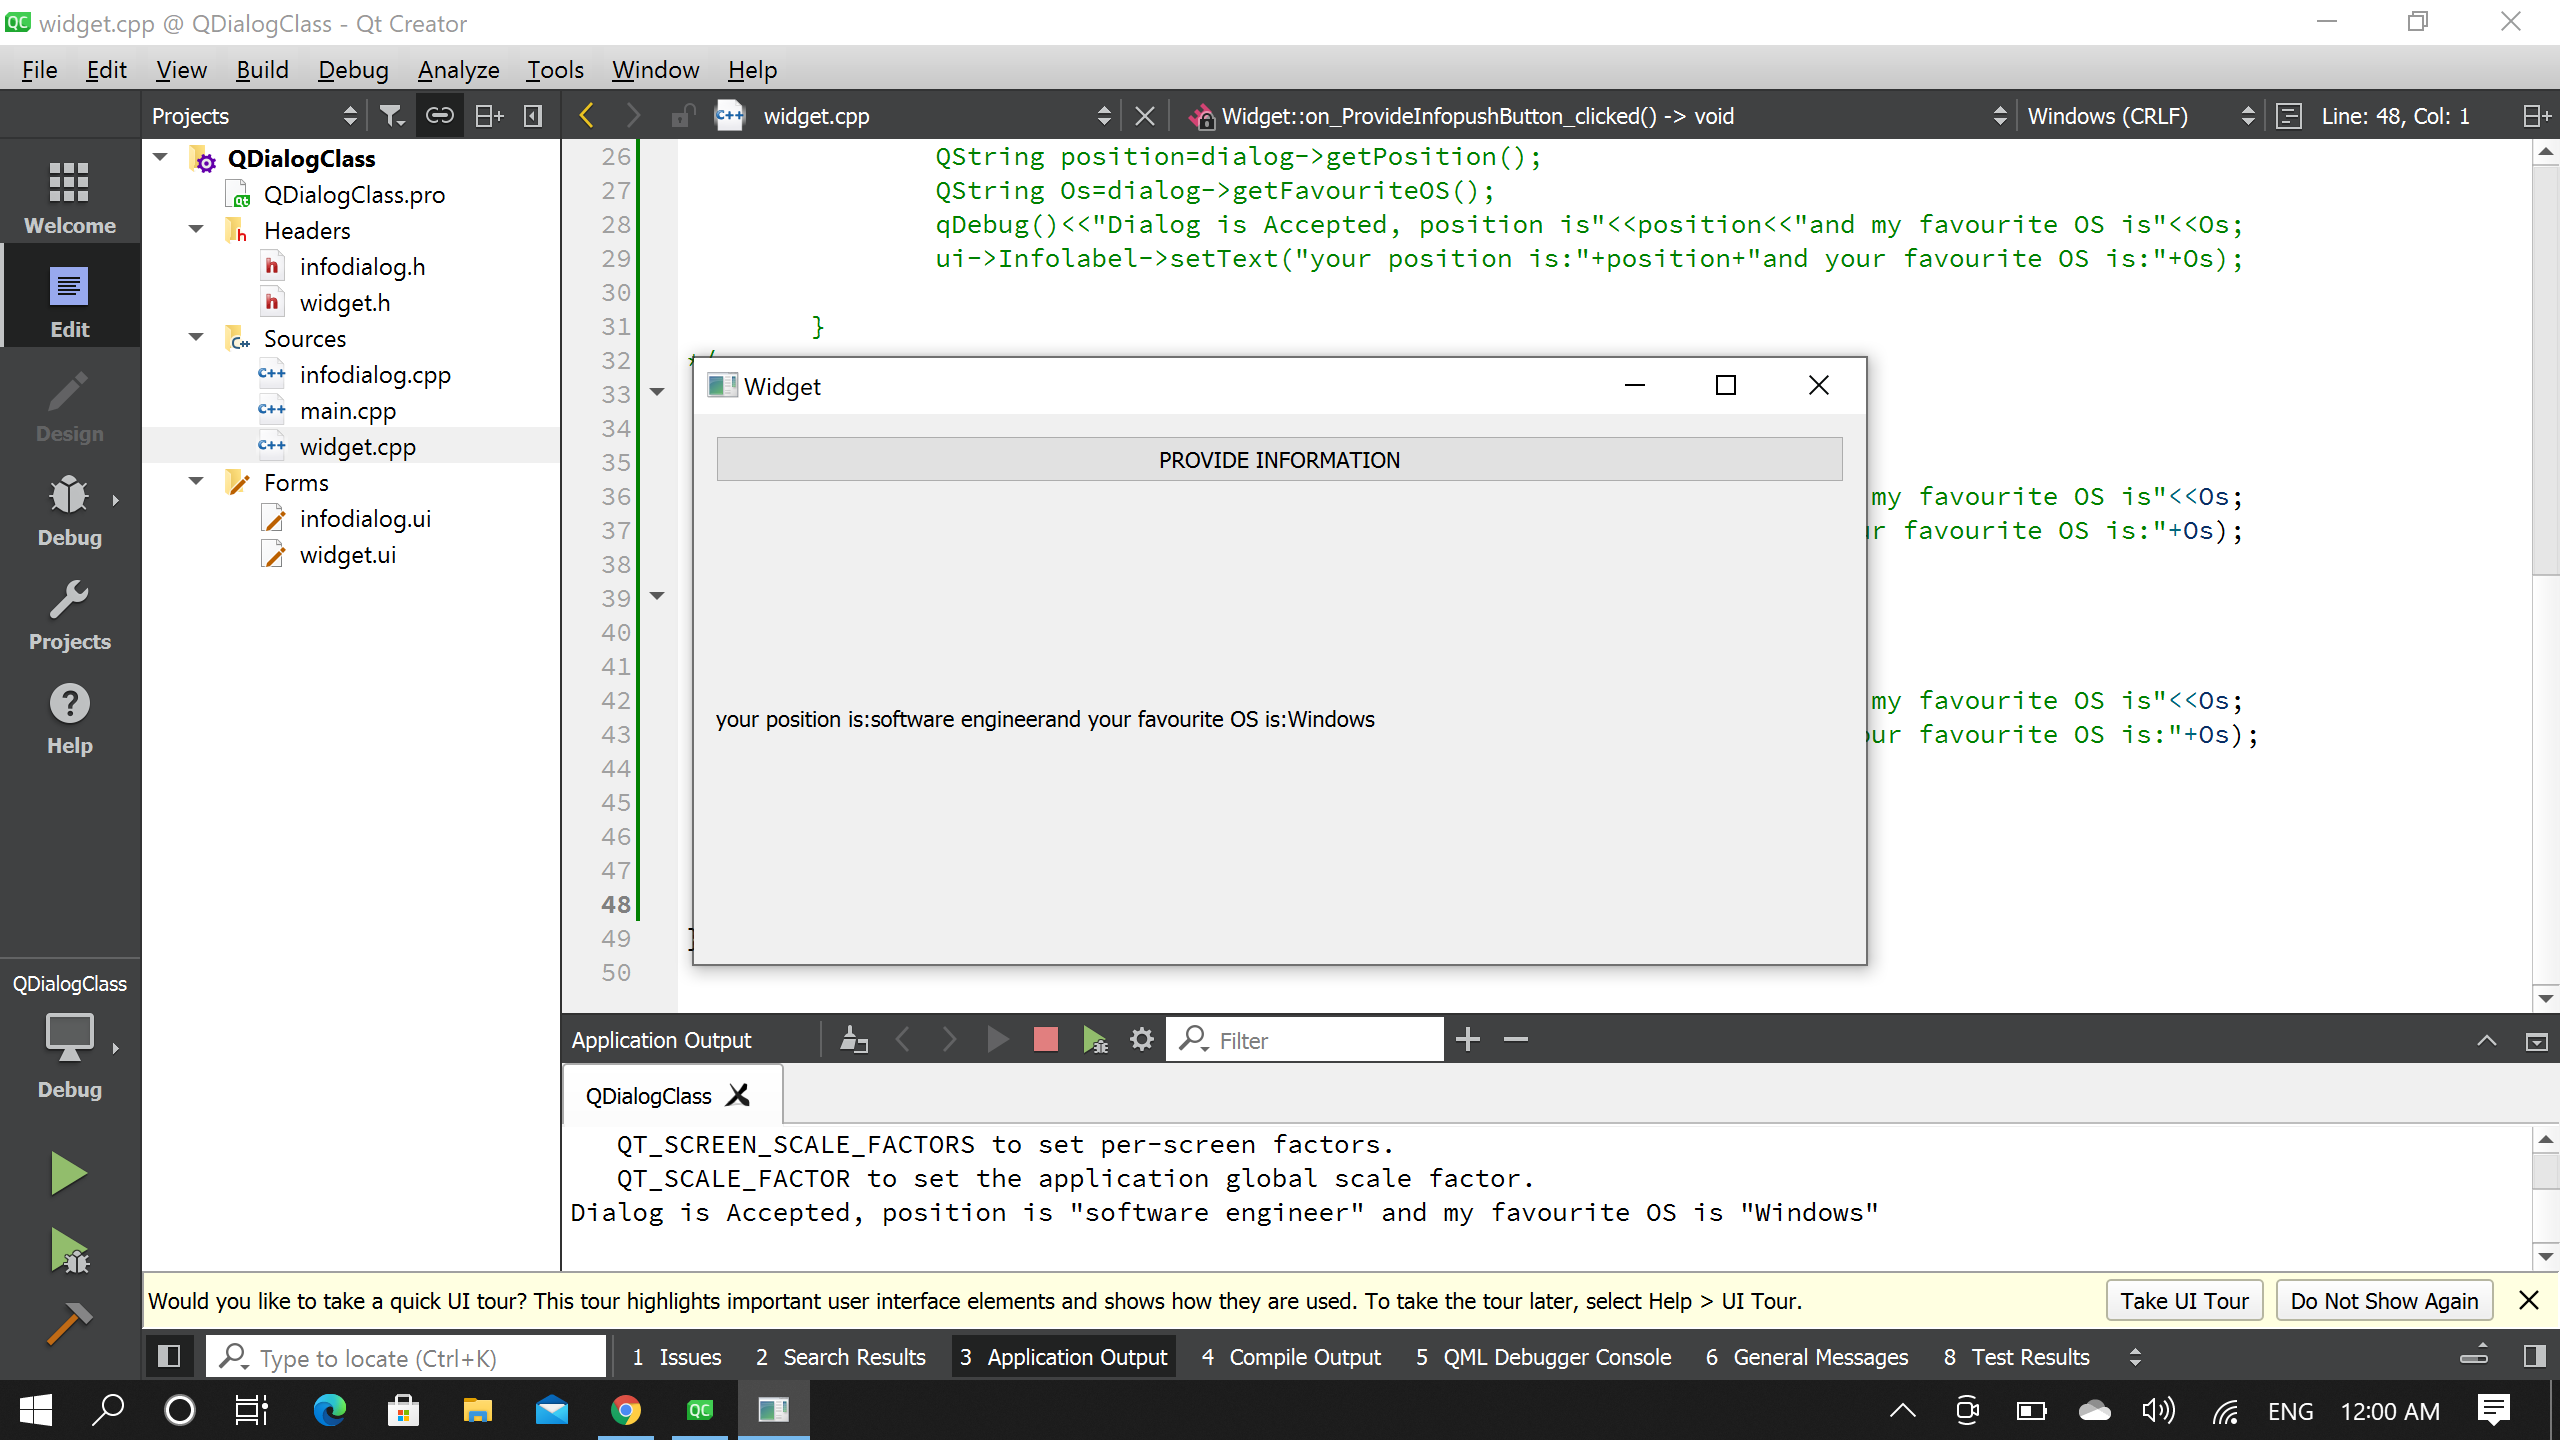 widget.cpp @ QDialogClass - Qt Creator
File Edit View Build Debug Analyze Tools Window Help
Projects
widget.cpp
Widget::on_ProvideInfopushButton_clicked() -> void
Windows (CRLF)
Line: 48, Col: 1
Welcome
Edit
Design
Debug
Projects
Help
QDialogClass
Debug
QDialogClass
QDialogClass.pro
Headers
infodialog.h
widget.h
Sources
infodialog.cpp
main.cpp
widget.cpp
Forms
infodialog.ui
widget.ui
26 QString position=dialog->getPosition();
27 QString Os=dialog->getFavouriteOS();
28 qDebug()<<"Dialog is Accepted, position is"<<position<<"and my favourite OS is"<<Os;
29 ui->Infolabel->setText("your position is:"+position+"and your favourite OS is:"+Os);
30
31 }
32 */
33
34
35
36 my favourite OS is"<<Os;
37 ur favourite OS is:"+Os);
38
39
40
41
42 my favourite OS is"<<Os;
43 our favourite OS is:"+Os);
44
45
46
47
48
49 }
50
Widget
PROVIDE INFORMATION
your position is:software engineerand your favourite OS is:Windows
Application Output
Filter
QDialogClass
QT_SCREEN_SCALE_FACTORS to set per-screen factors.
QT_SCALE_FACTOR to set the application global scale factor.
Dialog is Accepted, position is "software engineer" and my favourite OS is "Windows"
Would you like to take a quick UI tour? This tour highlights important user interface elements and shows how they are used. To take the tour later, select Help > UI Tour.
Take UI Tour
Do Not Show Again
Type to locate (Ctrl+K)
1 Issues
2 Search Results
3 Application Output
4 Compile Output
5 QML Debugger Console
6 General Messages
8 Test Results
ENG
12:00 AM